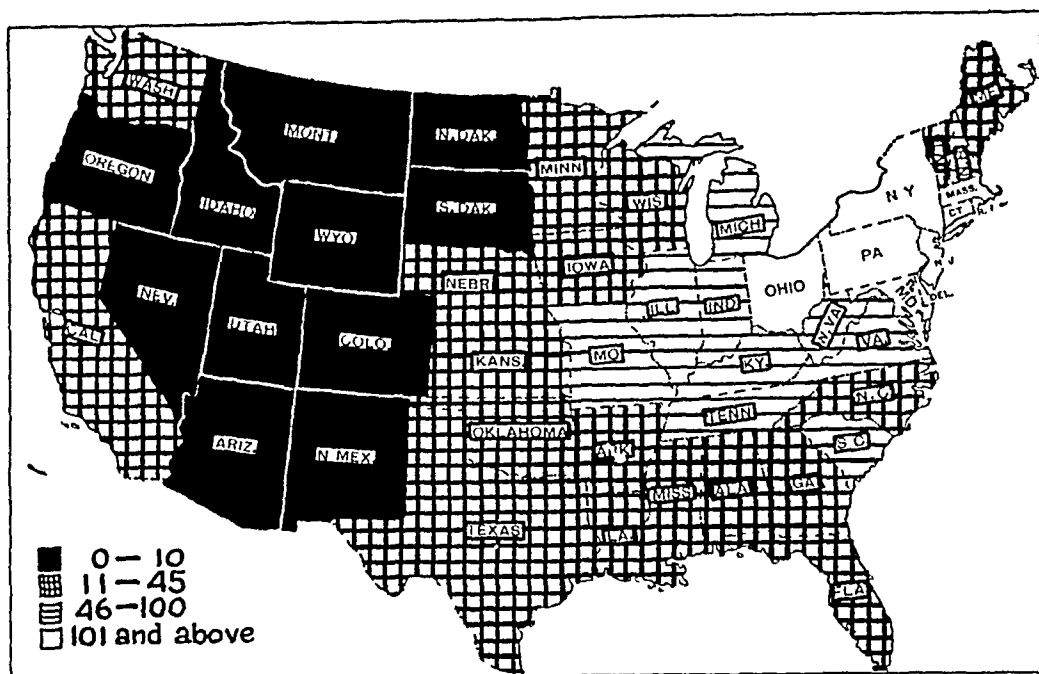 WASH
OREGON
IDAHO
MONT.
N.DAK.
S.DAK.
WYO
NEV.
UTAH
COLO.
CAL
ARIZ.
N.MEX.
MINN
WIS
MICH
IOWA
NEBR
KANS.
OKLAHOMA
TEXAS
MO
ILL
IND
OHIO
KY.
TENN
ARK
LA.
MISS
ALA
GA
FLA
S.C.
N.C.
VA.
W.VA
PA
N Y
N J
DEL.
MD
CT
R.I
MASS.
ME
0 – 10
11 – 45
46 – 100
101 and above